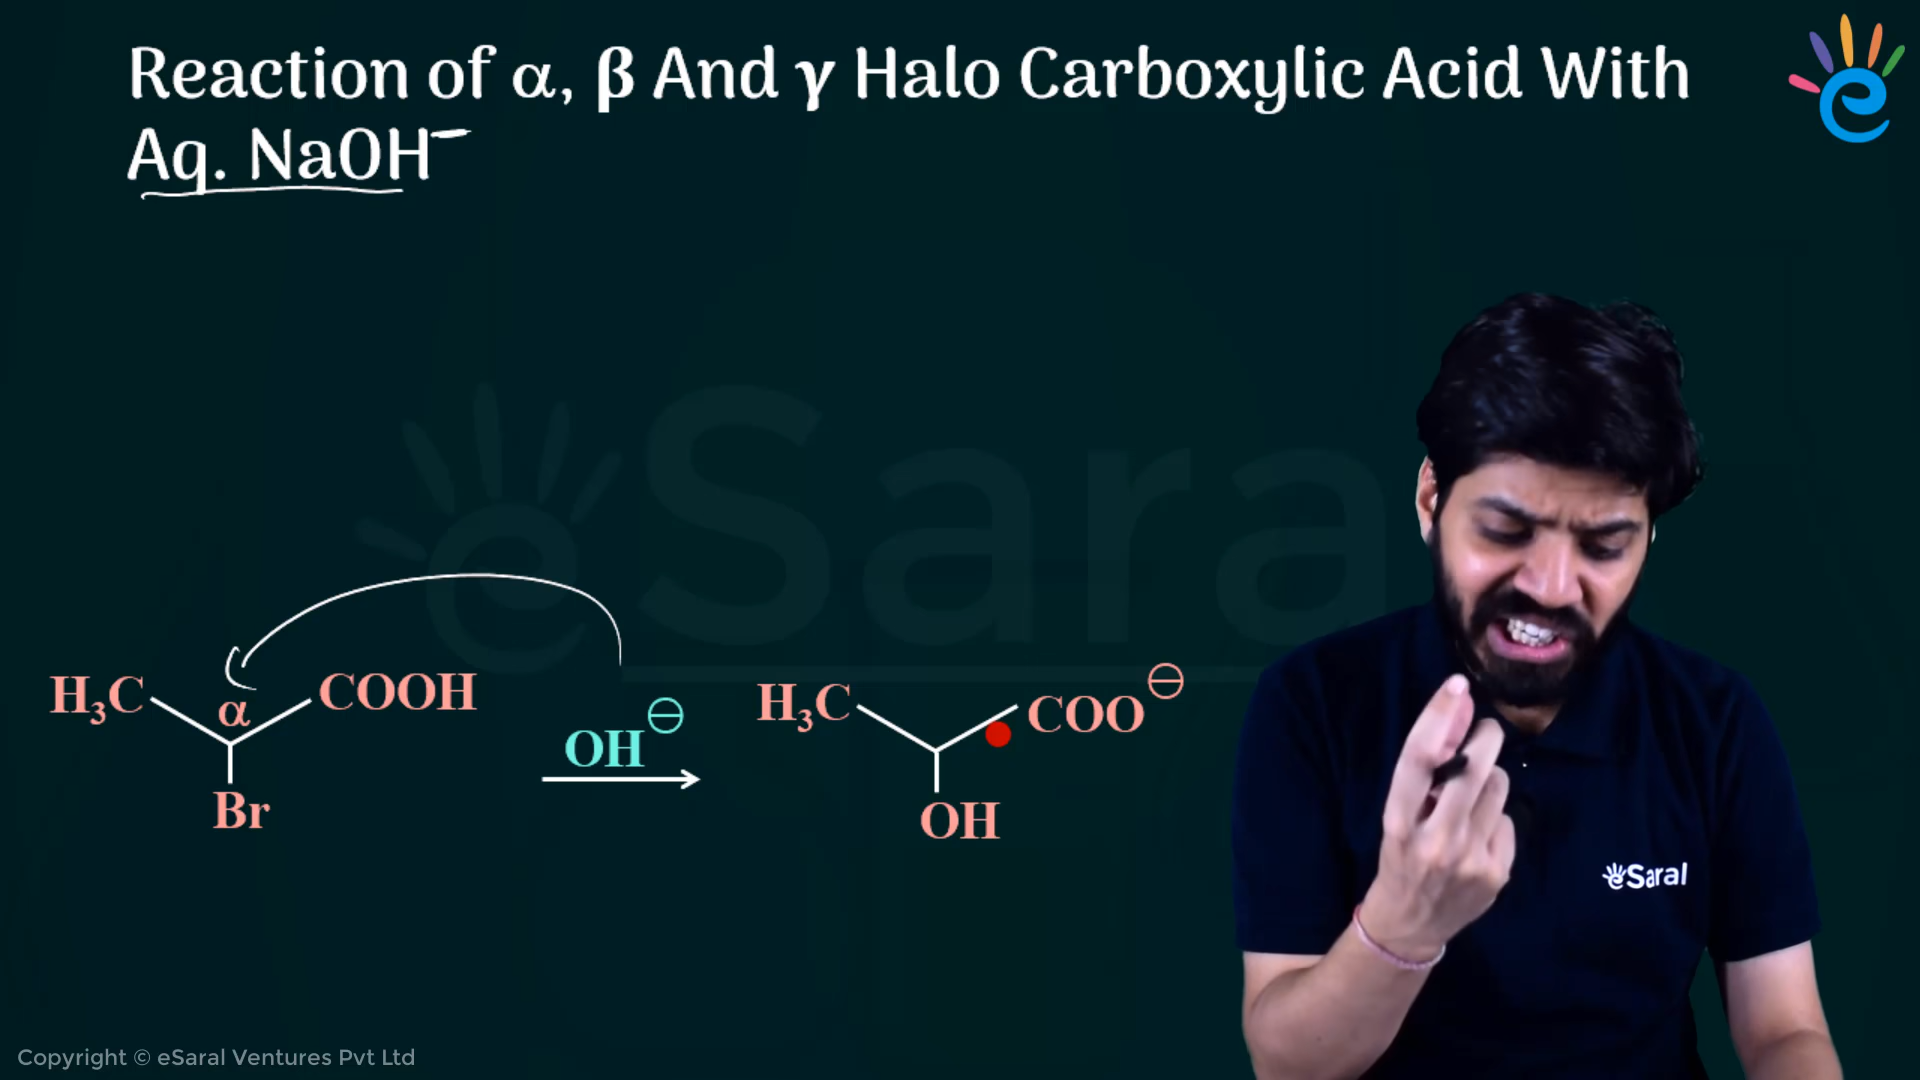 Reaction of α, β And γ Halo Carboxylic Acid With
Aq. NaOH⁻
eSaral
H₃C α COOH
Br
OH⊖
H₃C COO⊖
OH
eSaral
Copyright © eSaral Ventures Pvt Ltd